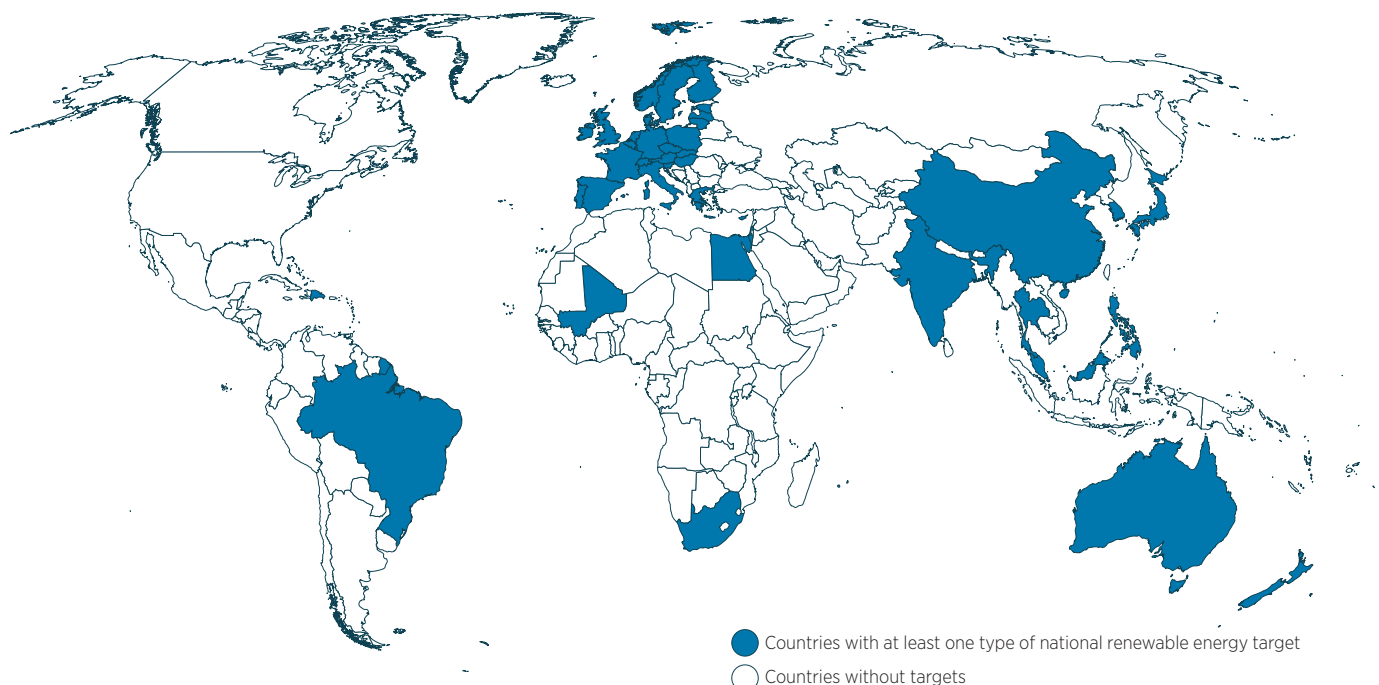 Countries with at least one type of national renewable energy target
Countries without targets